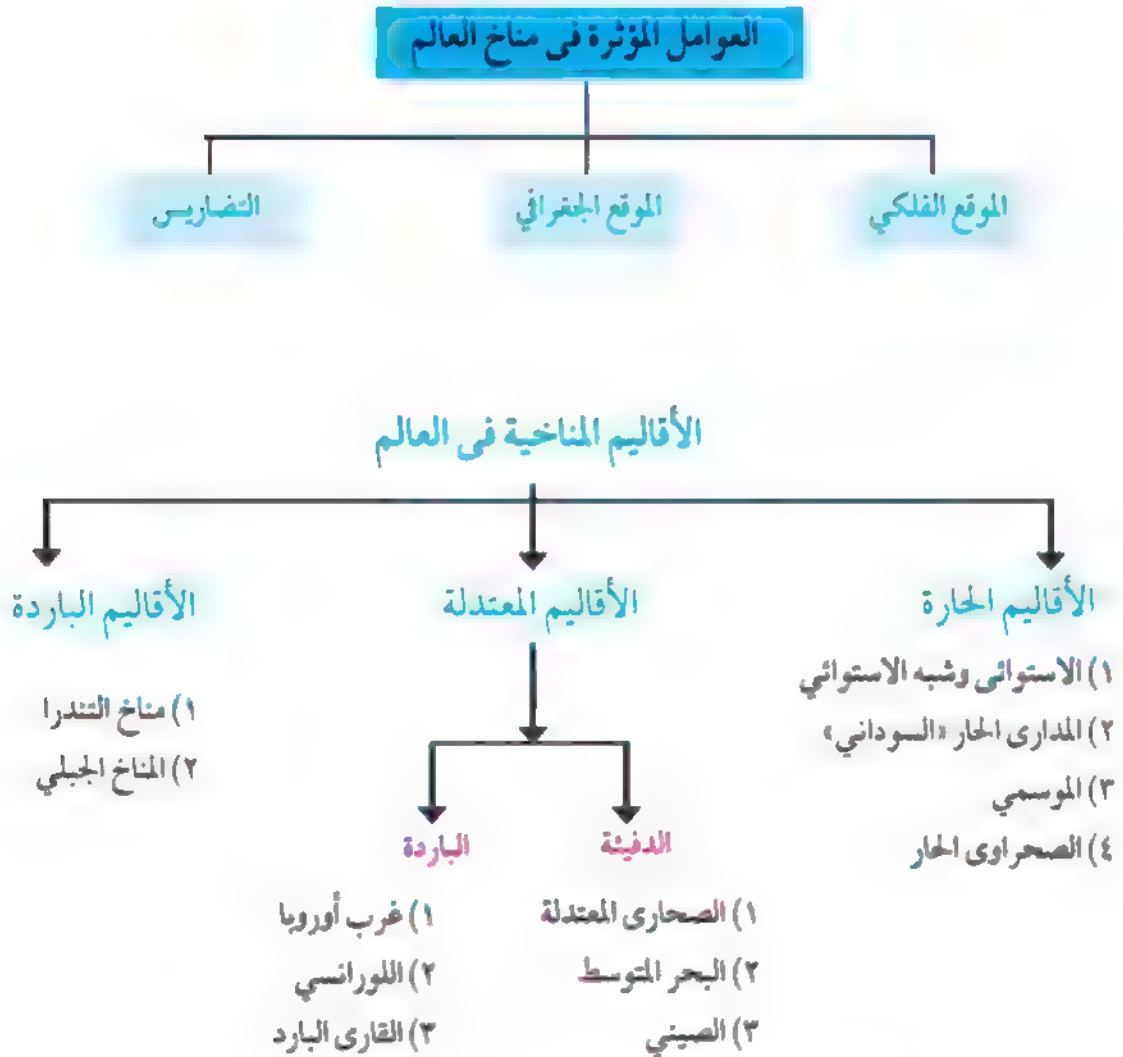 العوامل المؤثرة فى مناخ العالم
الموقع الفلكي
الموقع الجغرافي
التضاريس
الأقاليم المناخية فى العالم
الأقاليم الحارة
١) الاستوائى وشبه الاستوائي
٢) المدارى الحار «السوداني»
٣) الموسمي
٤) الصحراوى الحار
الأقاليم المعتدلة
الدفيئة
١) الصحارى المعتدلة
٢) البحر المتوسط
٣) الصيني
الباردة
١) غرب أوروبا
٢) اللورانسي
٣) القارى البارد
الأقاليم الباردة
١) مناخ التندرا
٢) المناخ الجبلي